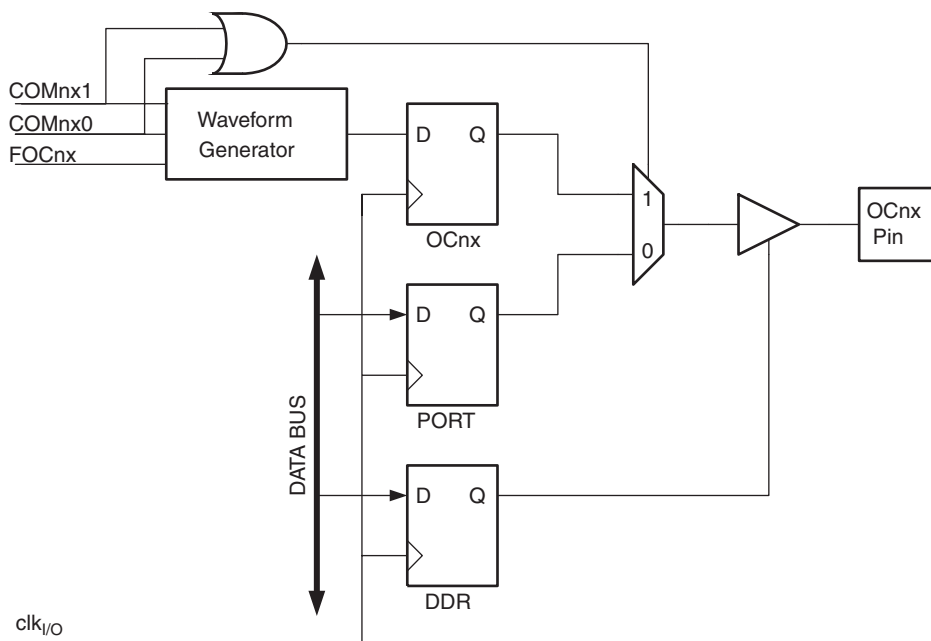 COMnx1
COMnx0
FOCnx
Waveform
Generator
D Q
OCnx
1
0
OCnx
Pin
D Q
PORT
DATA BUS
D Q
DDR
clkI/O